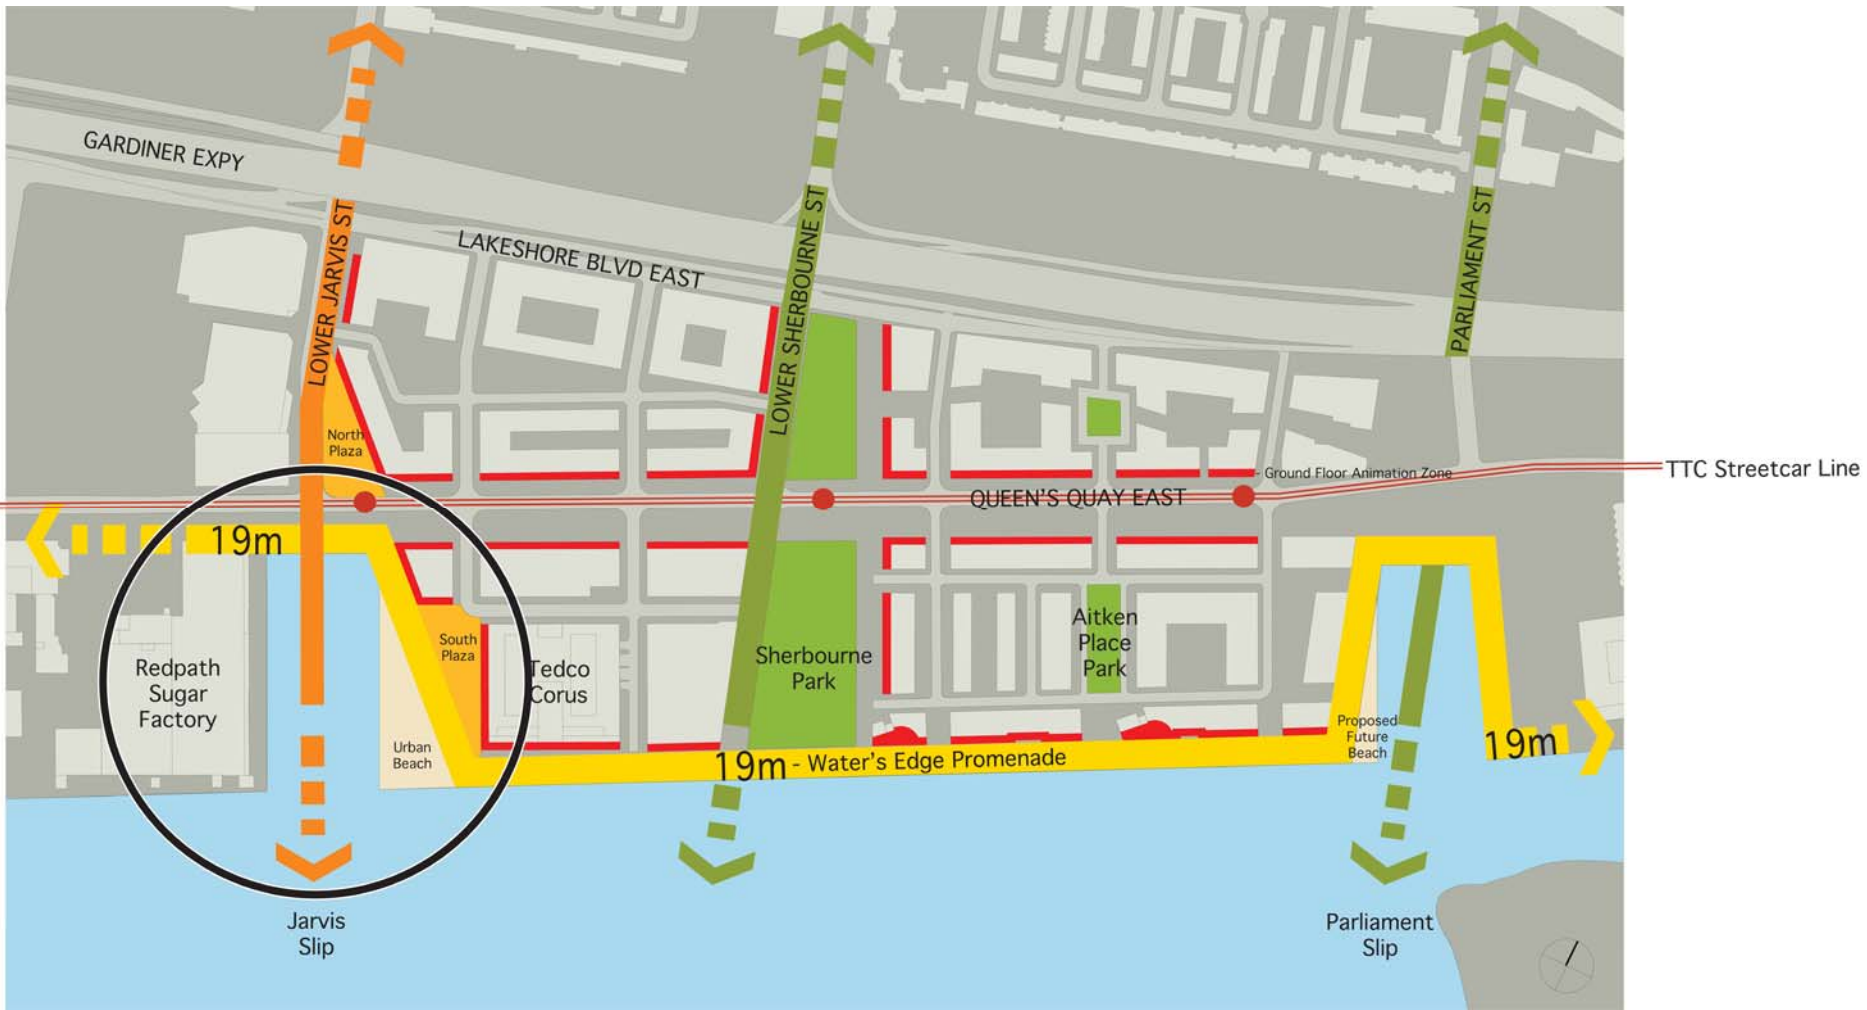 GARDINER EXPY
LAKESHORE BLVD EAST
LOWER JARVIS ST
LOWER SHERBOURNE ST
PARLIAMENT ST
North
Plaza
- Ground Floor Animation Zone
TTC Streetcar Line
QUEEN'S QUAY EAST
19m
Redpath
Sugar
Factory
South
Plaza
Tedco
Corus
Sherbourne
Park
Aitken
Place
Park
Urban
Beach
Proposed
Future
Beach
19m - Water's Edge Promenade
19m
Jarvis
Slip
Parliament
Slip